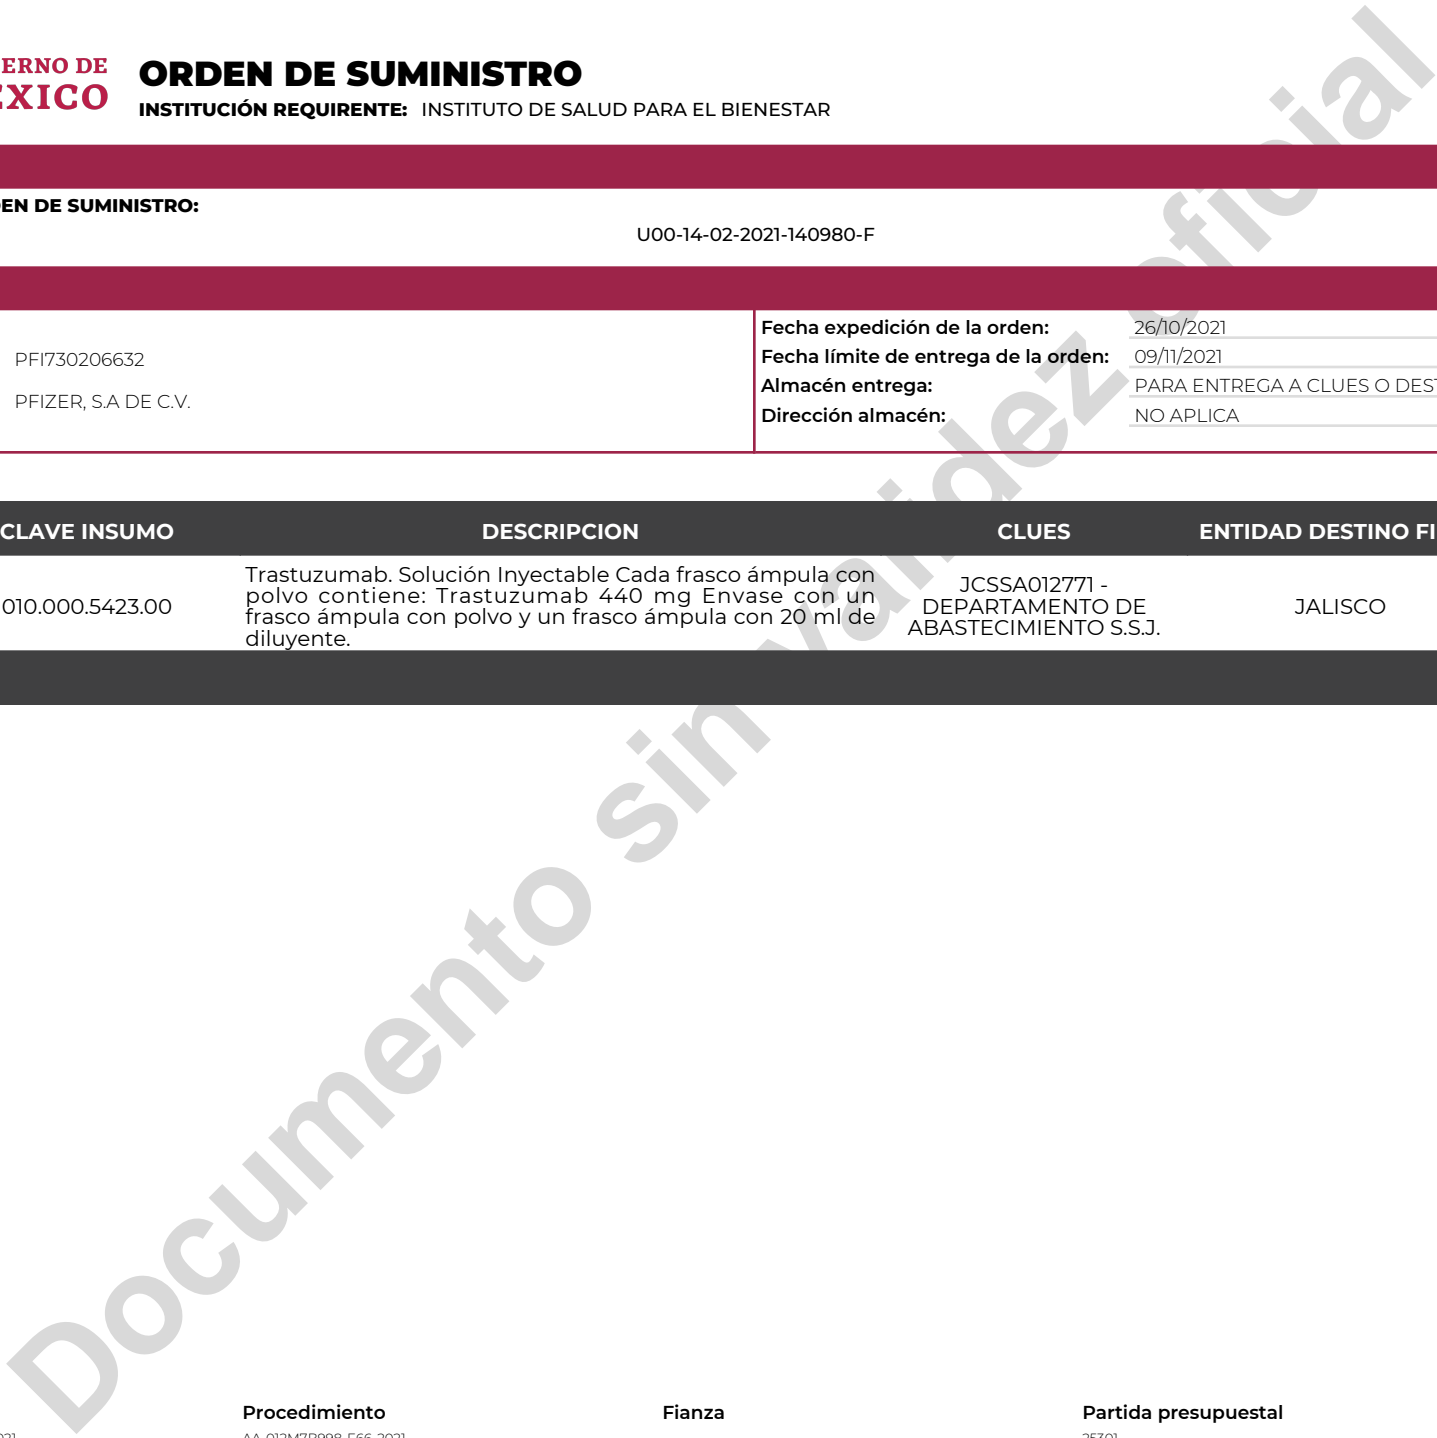 ERNO DE
EXICO
ORDEN DE SUMINISTRO
INSTITUCIÓN REQUIRENTE: INSTITUTO DE SALUD PARA EL BIENESTAR
EN DE SUMINISTRO:
U00-14-02-2021-140980-F
PFI730206632
PFIZER, S.A DE C.V.
Fecha expedición de la orden: 26/10/2021
Fecha límite de entrega de la orden: 09/11/2021
Almacén entrega: PARA ENTREGA A CLUES O DEST
Dirección almacén: NO APLICA
CLAVE INSUMO DESCRIPCION CLUES ENTIDAD DESTINO FI
010.000.5423.00
Trastuzumab. Solución Inyectable Cada frasco ámpula con
polvo contiene: Trastuzumab 440 mg Envase con un
frasco ámpula con polvo y un frasco ámpula con 20 ml de
diluyente.
JCSSA012771 -
DEPARTAMENTO DE
ABASTECIMIENTO S.S.J.
JALISCO
Documento sin validez oficial
Procedimiento Fianza Partida presupuestal